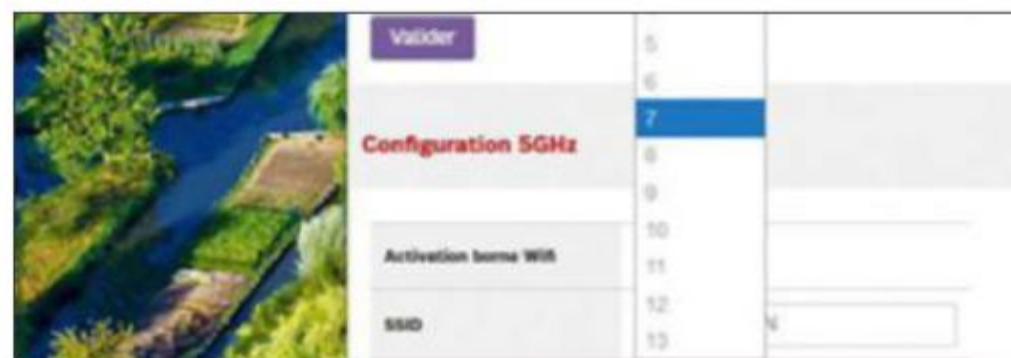 Valider
5
6
7
Configuration 5GHz
8
9
10
Activation borne Wifi
11
12
SSID
N
13